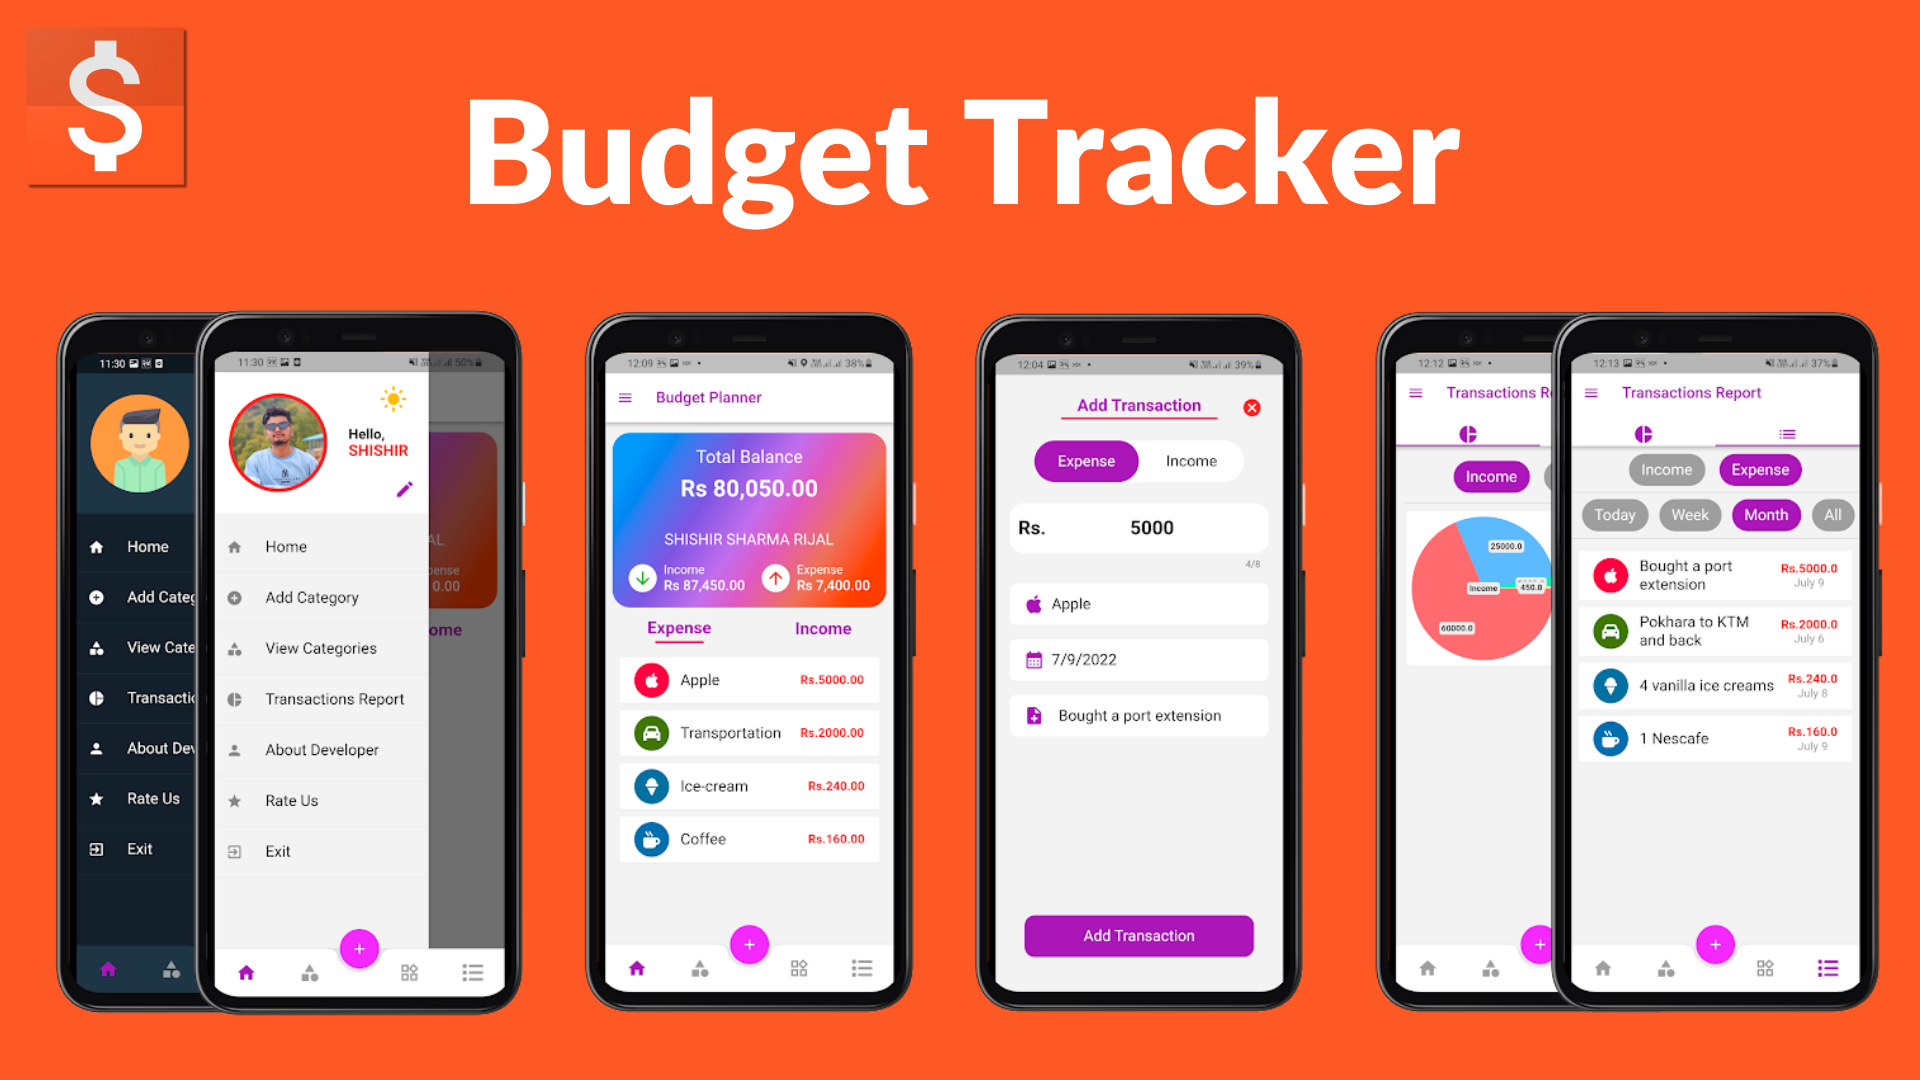 $
Budget Tracker
11:30
Home
Add Categ
View Cate
Transactio
About Dev
Rate Us
Exit
11:30
50%
Hello,
SHISHIR
Home
Add Category
View Categories
Transactions Report
About Developer
Rate Us
Exit
AL
pense
0.00
ome
+
12:09
38%
Budget Planner
Total Balance
Rs 80,050.00
SHISHIR SHARMA RIJAL
Income
Rs 87,450.00
Expense
Rs 7,400.00
Expense
Income
Apple
Rs.5000.00
Transportation
Rs.2000.00
Ice-cream
Rs.240.00
Coffee
Rs.160.00
+
12:04
39%
Add Transaction
Expense
Income
Rs.
5000
4/8
Apple
7/9/2022
Bought a port extension
Add Transaction
12:12
Transactions Re
Income
25000.0
Income
450.0
60000.0
+
12:13
37%
Transactions Report
Income
Expense
Today
Week
Month
All
Bought a port
extension
Rs.5000.0
July 9
Pokhara to KTM
and back
Rs.2000.0
July 6
4 vanilla ice creams
Rs.240.0
July 8
1 Nescafe
Rs.160.0
July 9
+